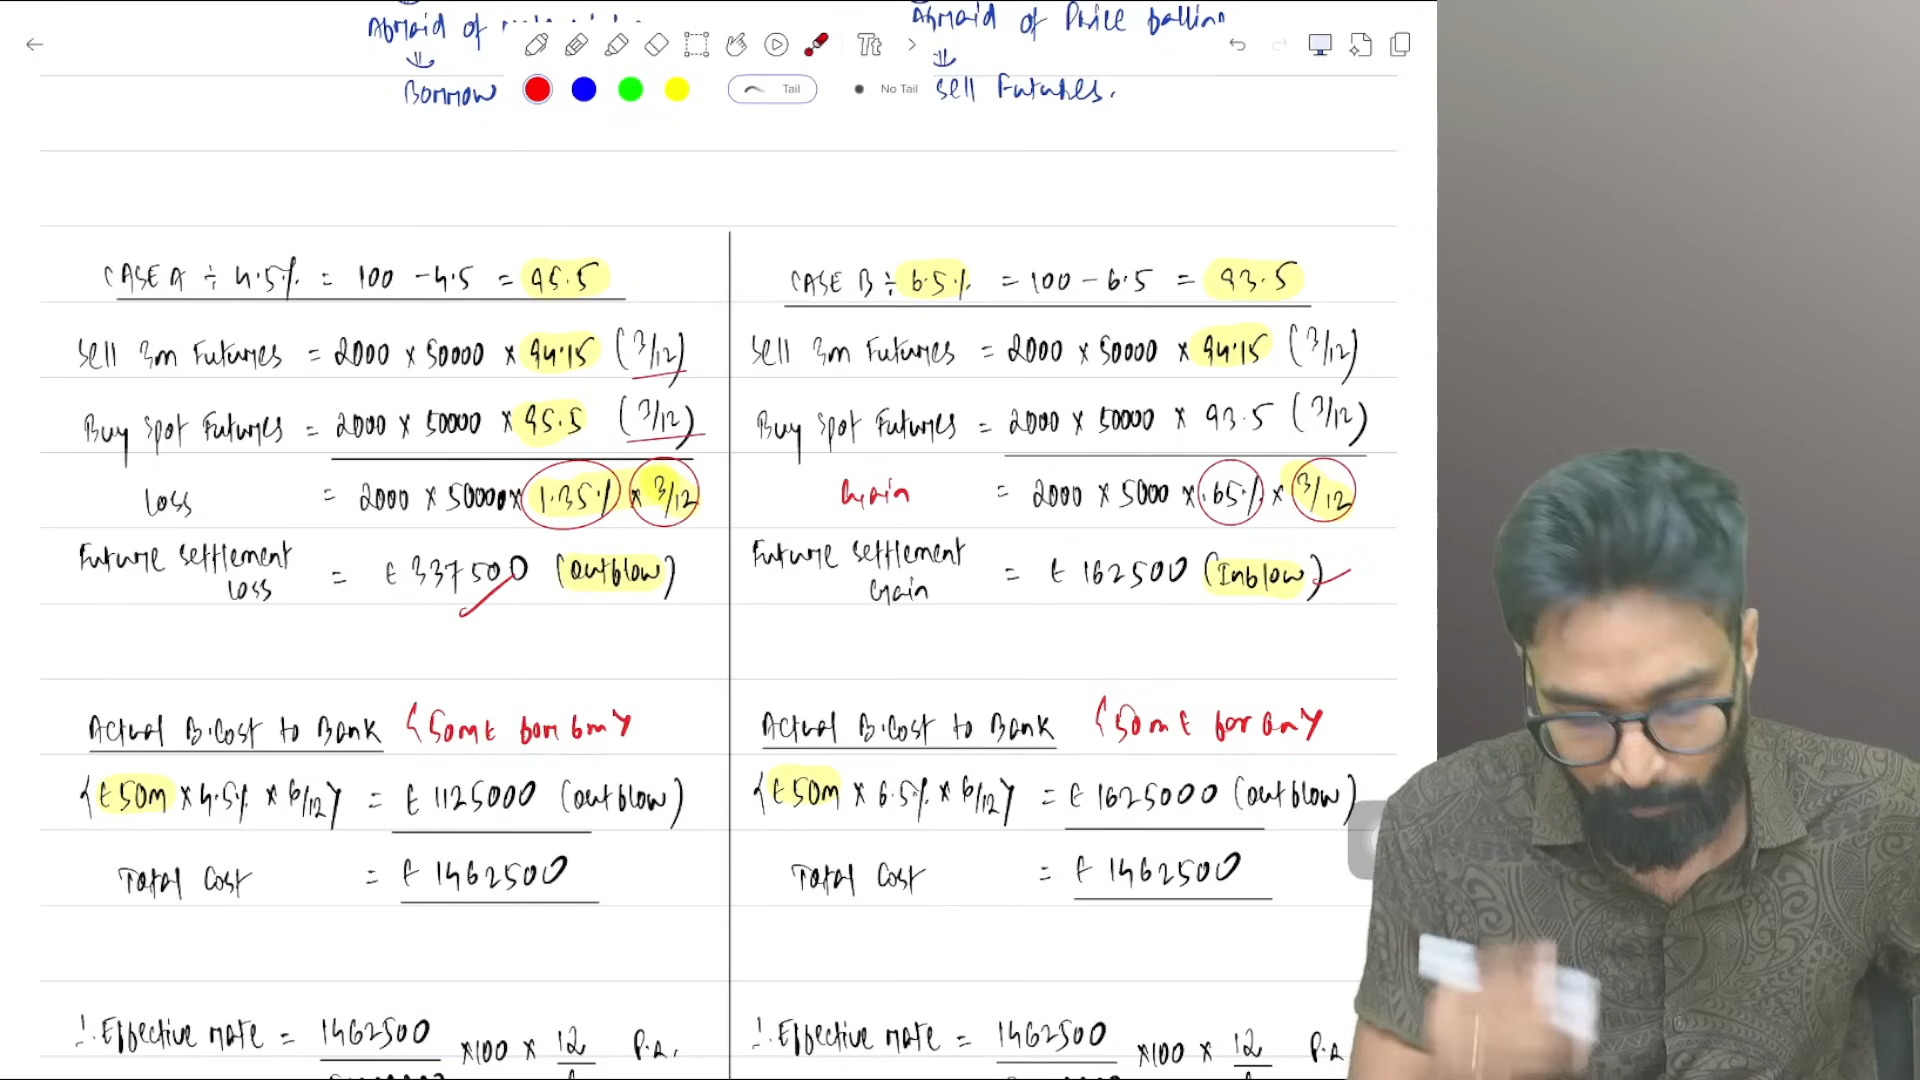 Afraid of
Borrow
Afraid of Price fallin
Sell Futures.
Tt
Tail
No Tail
CASE A ÷ 4.5% = 100 - 4.5 = 95.5
Sell 3m Futures = 2000 × 50000 × 94.15 (3/12)
Buy Spot Futures = 2000 × 50000 × 95.5 (3/12)
Loss = 2000 × 50000 × 1.35% × 3/12
Future Settlement Loss = £ 337500 (Outflow)
Actual B.Cost to Bank {50m£ for 6m}
{£50m × 4.5% × 6/12} = £ 1125000 (outflow)
Total Cost = £ 1462500
∴ Effective rate = 1462500 ×100 × 12 P.A.
CASE B ÷ 6.5% = 100 - 6.5 = 93.5
Sell 3m Futures = 2000 × 50000 × 94.15 (3/12)
Buy Spot Futures = 2000 × 50000 × 93.5 (3/12)
Gain = 2000 × 5000 × .65% × 3/12
Future Settlement Gain = £ 162500 (Inflow)
Actual B.Cost to Bank {50m £ for 6m}
{£50m × 6.5% × 6/12} = £ 1625000 (outflow)
Total Cost = £ 1462500
∴ Effective rate = 1462500 ×100 × 12 P.A